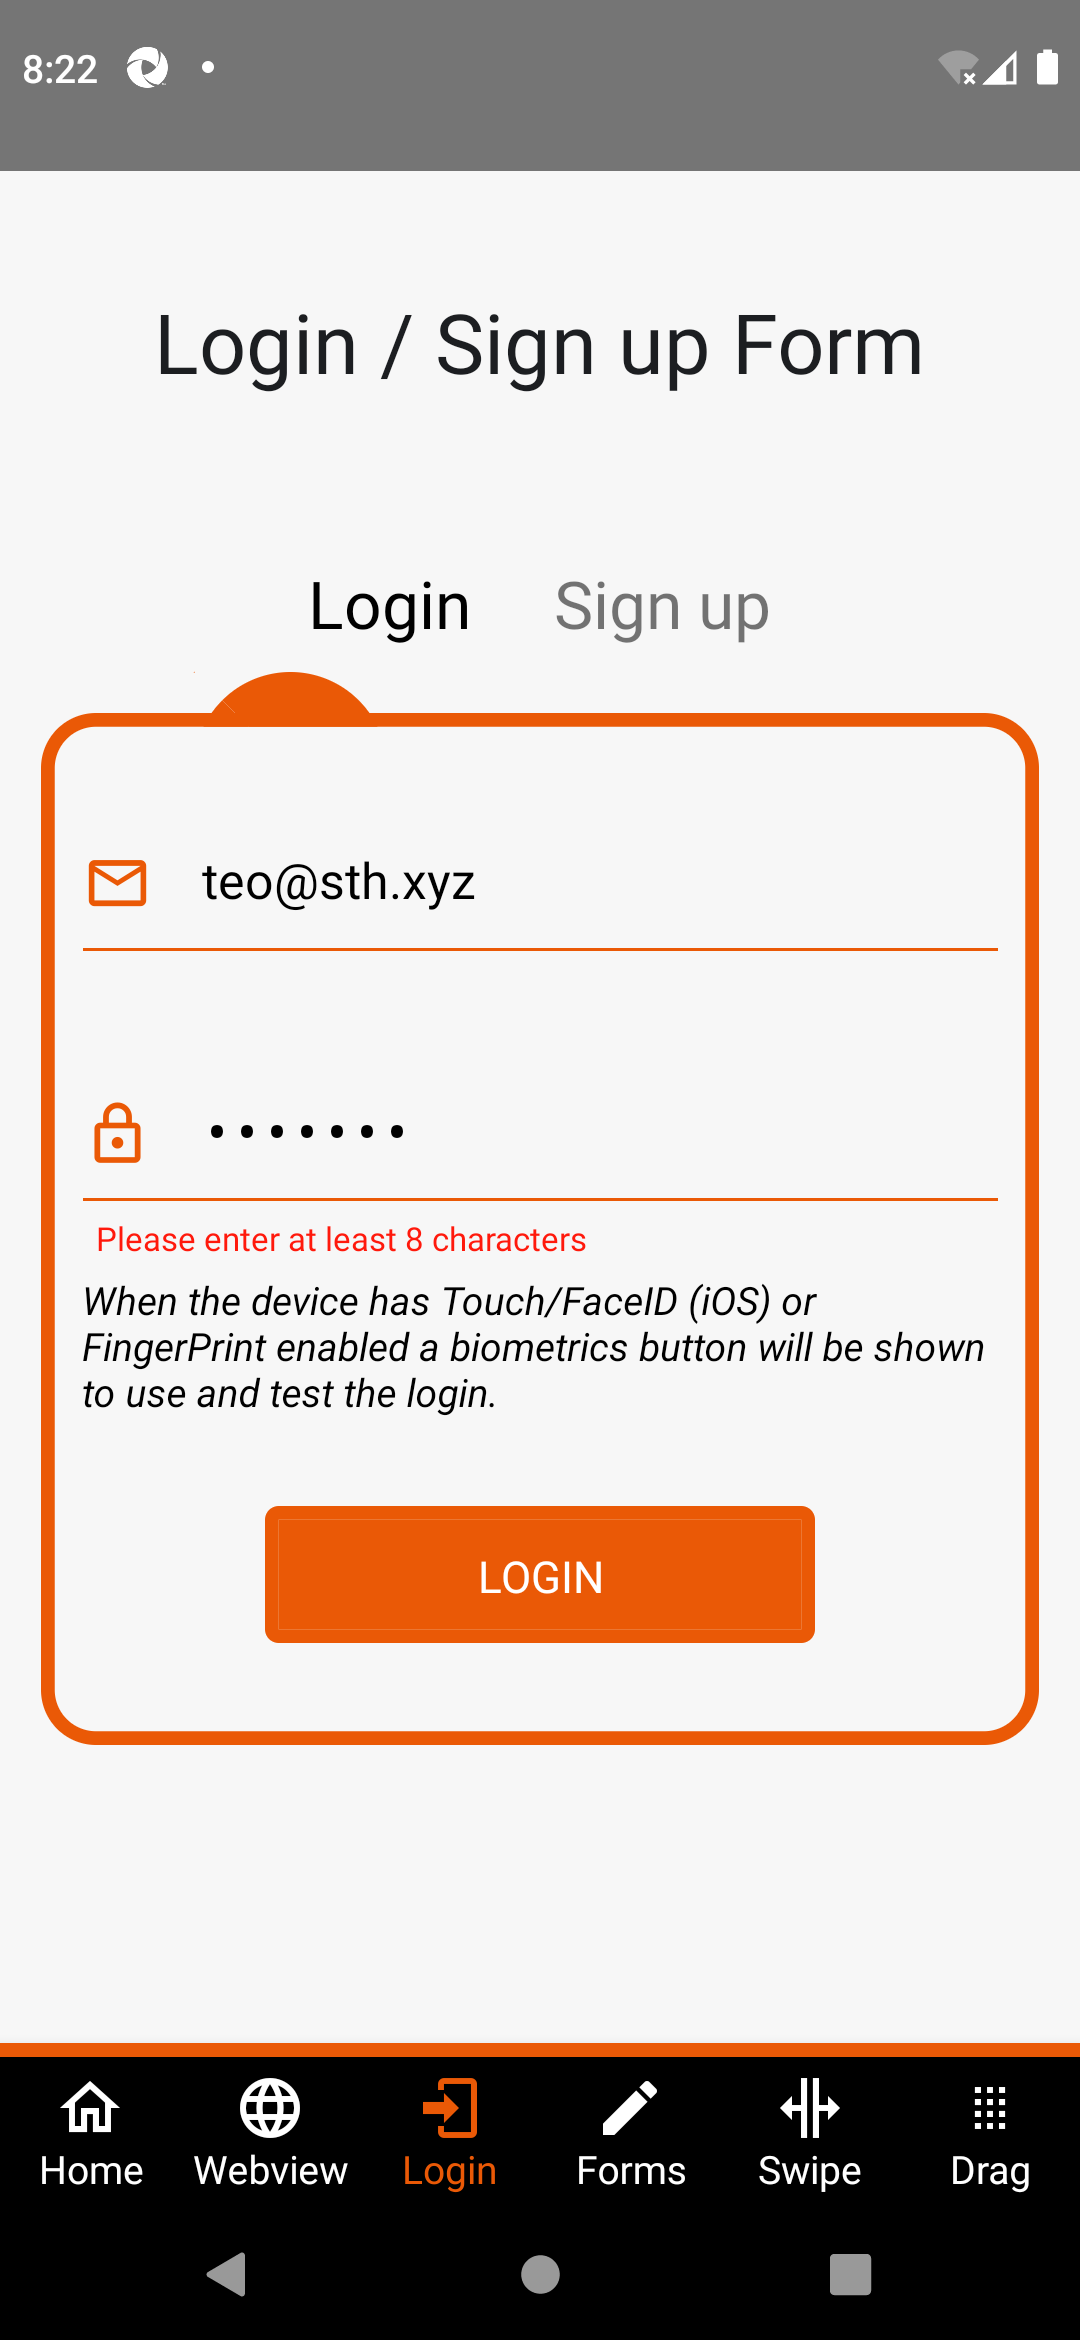 8:22
Login / Sign up Form
Login Sign up
teo@sth.xyz
•••••••
Please enter at least 8 characters
When the device has Touch/FaceID (iOS) or
FingerPrint enabled a biometrics button will be shown
to use and test the login.
LOGIN
Home Webview Login Forms Swipe Drag